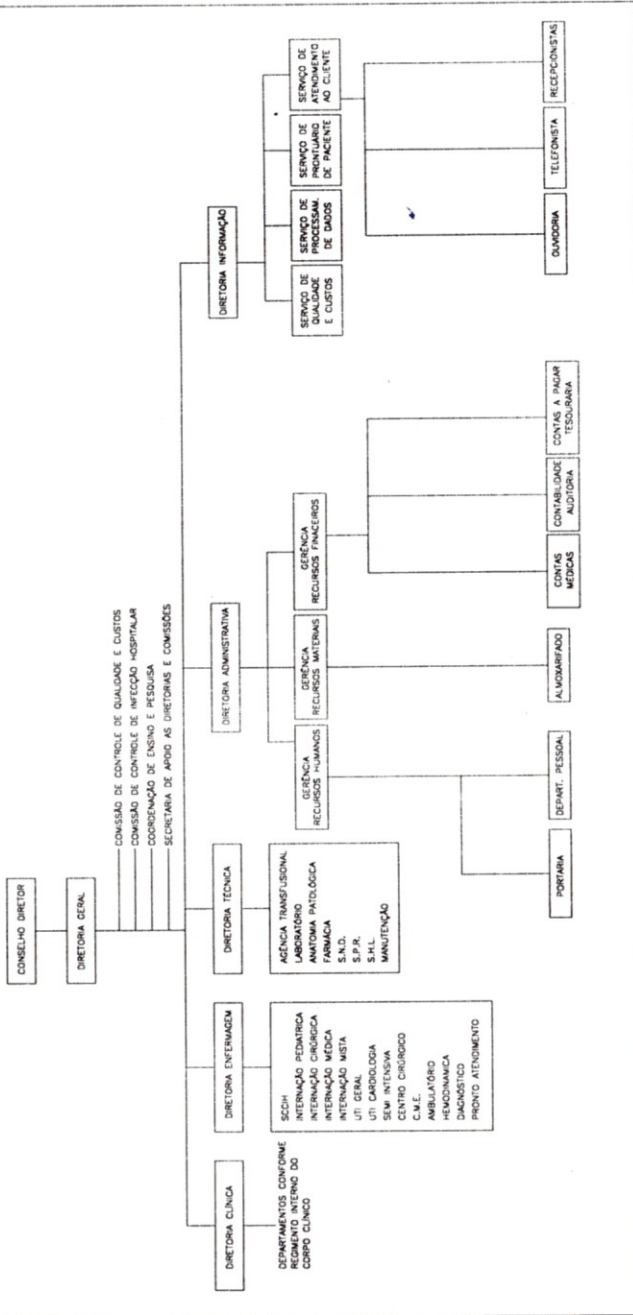 CONSELHO DIRETOR
DIRETORIA GERAL
COMISSÃO DE CONTROLE DE QUALIDADE E CUSTOS
COMISSÃO DE CONTROLE DE INFECÇÃO HOSPITALAR
COORDENAÇÃO DE ENSINO E PESQUISA
SECRETARIA DE APOIO AS DIRETORIAS E COMISSÕES
DIRETORIA CLÍNICA
DEPARTAMENTOS CONFORME
REGIMENTO INTERNO DO
CORPO CLÍNICO
DIRETORIA ENFERMAGEM
SCCIH
INTERNAÇÃO PEDIATRICA
INTERNAÇÃO CIRÚRGICA
INTERNAÇÃO MÉDICA
INTERNAÇÃO MISTA
UTI GERAL
UTI CARDIOLOGIA
SEMI INTENSIVA
CENTRO CIRÚRGICO
C.M.E.
AMBULATÓRIO
HEMODINAMICA
DIAGNÓSTICO
PRONTO ATENDIMENTO
DIRETORIA TÉCNICA
AGÊNCIA TRANSFUSIONAL
LABORATÓRIO
ANATOMIA PATOLÓGICA
FARMÁCIA
S.N.D.
S.P.R.
S.H.L.
MANUTENÇÃO
DIRETORIA ADMINISTRATIVA
GERÊNCIA
RECURSOS HUMANOS
GERÊNCIA
RECURSOS MATERIAIS
GERÊNCIA
RECURSOS FINACEIROS
PORTARIA
DEPART. PESSOAL
ALMOXARIFADO
CONTAS
MÉDICAS
CONTABILIDADE
AUDITORIA
CONTAS A PAGAR
TESOURARIA
DIRETORIA INFORMAÇÃO
SERVIÇO DE
QUALIDADE
E CUSTOS
SERVIÇO DE
PROCESSAM.
DE DADOS
SERVIÇO DE
PRONTUÁRIO
DE PACIENTE
SERVIÇO DE
ATENDIMENTO
AO CLIENTE
OUVIDORIA
TELEFONISTA
RECEPCIONISTAS